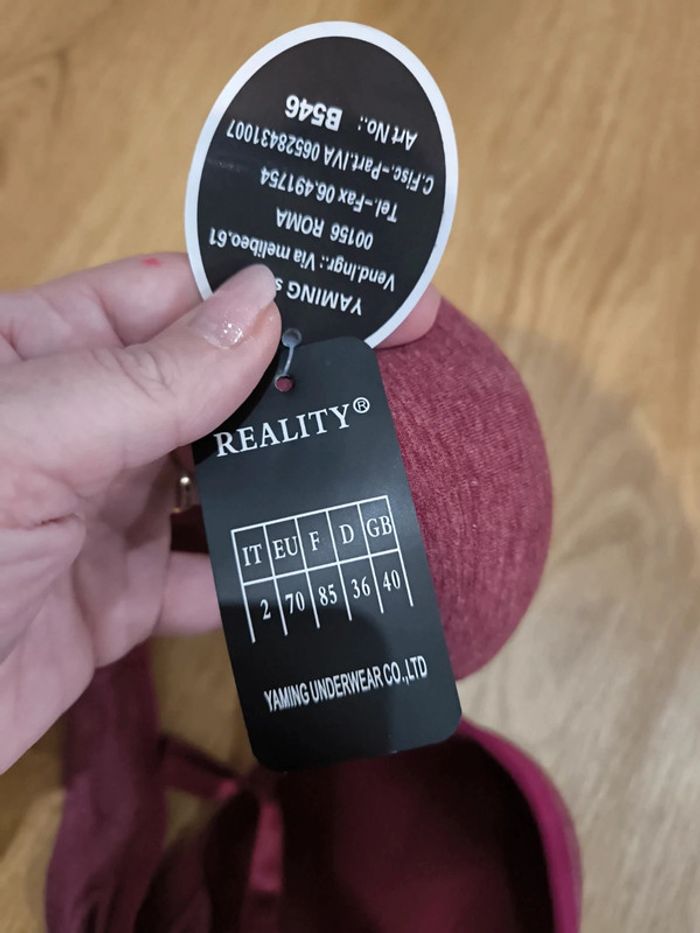 YAMING
Vend.Ingr.: Via melibeo,61
00156 ROMA
Tel.-Fax 06.491754
C.Fisc.-Part.IVA 06528431007
Art No.: B546
REALITY®
IT EU F D GB
2 70 85 36 40
YAMING UNDERWEAR CO.,LTD